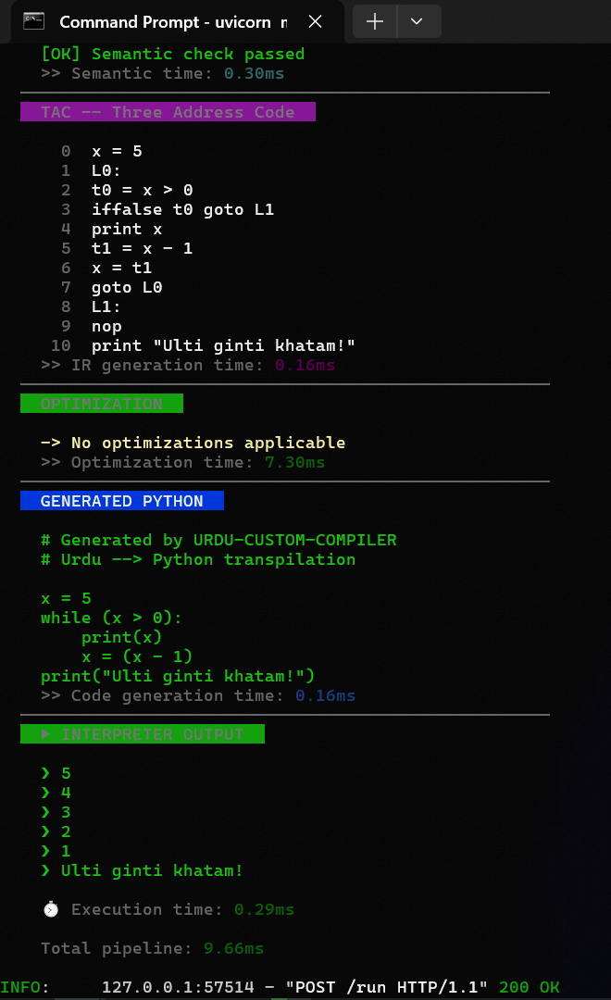 Command Prompt - uvicorn
[OK] Semantic check passed
>> Semantic time: 0.30ms
TAC -- Three Address Code
0 x = 5
1 L0:
2 t0 = x > 0
3 iffalse t0 goto L1
4 print x
5 t1 = x - 1
6 x = t1
7 goto L0
8 L1:
9 nop
10 print "Ulti ginti khatam!"
>> IR generation time: 0.16ms
OPTIMIZATION
-> No optimizations applicable
>> Optimization time: 7.30ms
GENERATED PYTHON
# Generated by URDU-CUSTOM-COMPILER
# Urdu --> Python transpilation
x = 5
while (x > 0):
    print(x)
    x = (x - 1)
print("Ulti ginti khatam!")
>> Code generation time: 0.16ms
▶ INTERPRETER OUTPUT
❯ 5
❯ 4
❯ 3
❯ 2
❯ 1
❯ Ulti ginti khatam!
⏱ Execution time: 0.29ms
Total pipeline: 9.66ms
INFO: 127.0.0.1:57514 - "POST /run HTTP/1.1" 200 OK